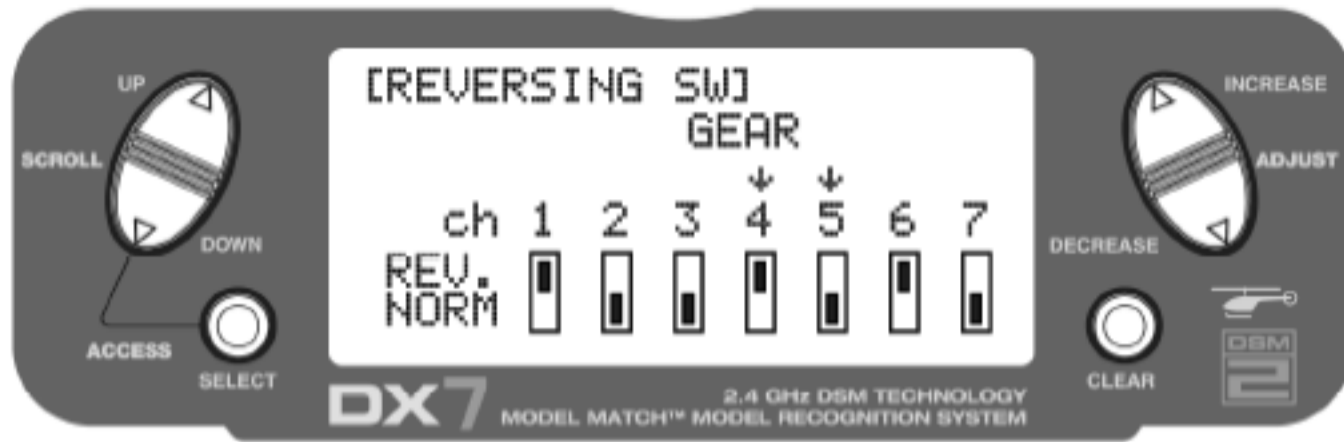 UP
SCROLL
DOWN
ACCESS
SELECT
[REVERSING SW]
GEAR
ch 1 2 3 4 5 6 7
REV.
NORM
INCREASE
ADJUST
DECREASE
CLEAR
DSM
2
DX7
2.4 GHz DSM TECHNOLOGY
MODEL MATCH™ MODEL RECOGNITION SYSTEM